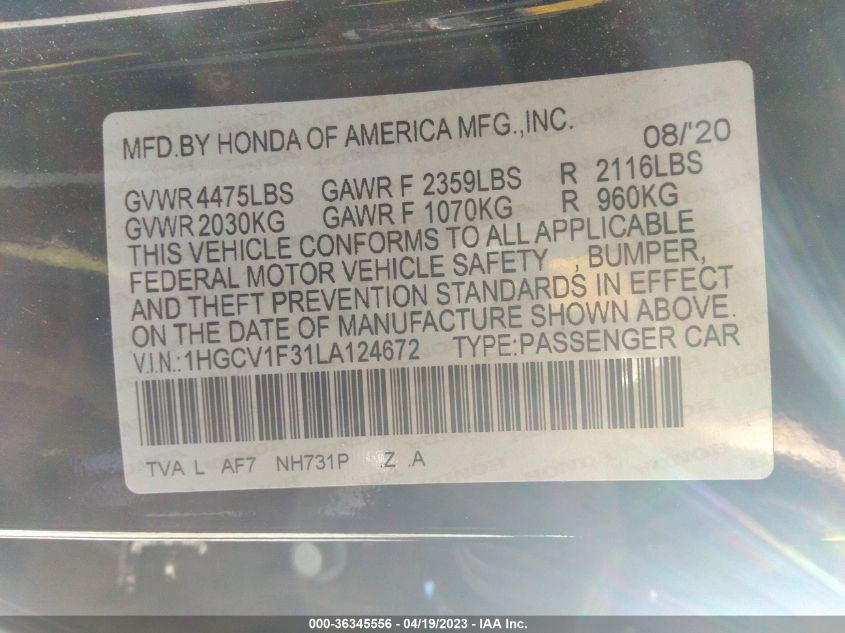 MFD.BY HONDA OF AMERICA MFG.,INC. 08/'20
GVWR 4475LBS GAWR F 2359LBS R 2116LBS
GVWR 2030KG GAWR F 1070KG R 960KG
THIS VEHICLE CONFORMS TO ALL APPLICABLE
FEDERAL MOTOR VEHICLE SAFETY , BUMPER,
AND THEFT PREVENTION STANDARDS IN EFFECT
ON THE DATE OF MANUFACTURE SHOWN ABOVE.
V.I.N.:1HGCV1F31LA124672 TYPE:PASSENGER CAR
TVA L AF7 NH731P .Z .A
000-36345556 - 04/19/2023 - IAA Inc.